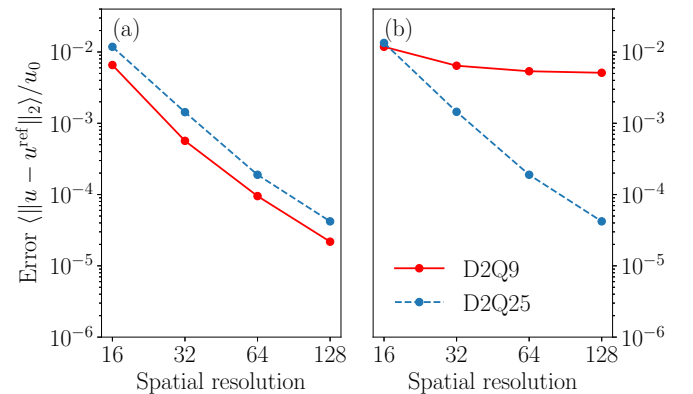 (a)
(b)
10⁻²
10⁻³
10⁻⁴
10⁻⁵
10⁻⁶
Error ⟨‖u − u^ref‖₂⟩/u₀
16 32 64 128
Spatial resolution
D2Q9
D2Q25
16 32 64 128
Spatial resolution
10⁻²
10⁻³
10⁻⁴
10⁻⁵
10⁻⁶